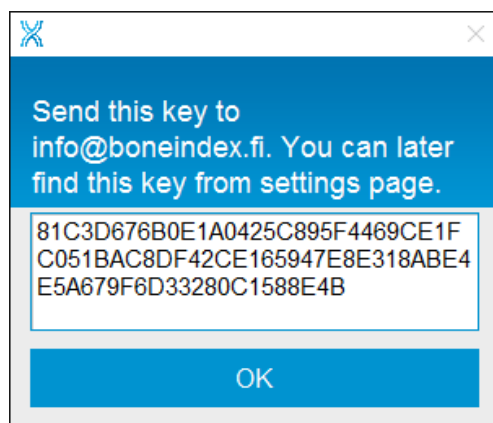 Send this key to
info@boneindex.fi. You can later
find this key from settings page.
81C3D676B0E1A0425C895F4469CE1F
C051BAC8DF42CE165947E8E318ABE4
E5A679F6D33280C1588E4B
OK